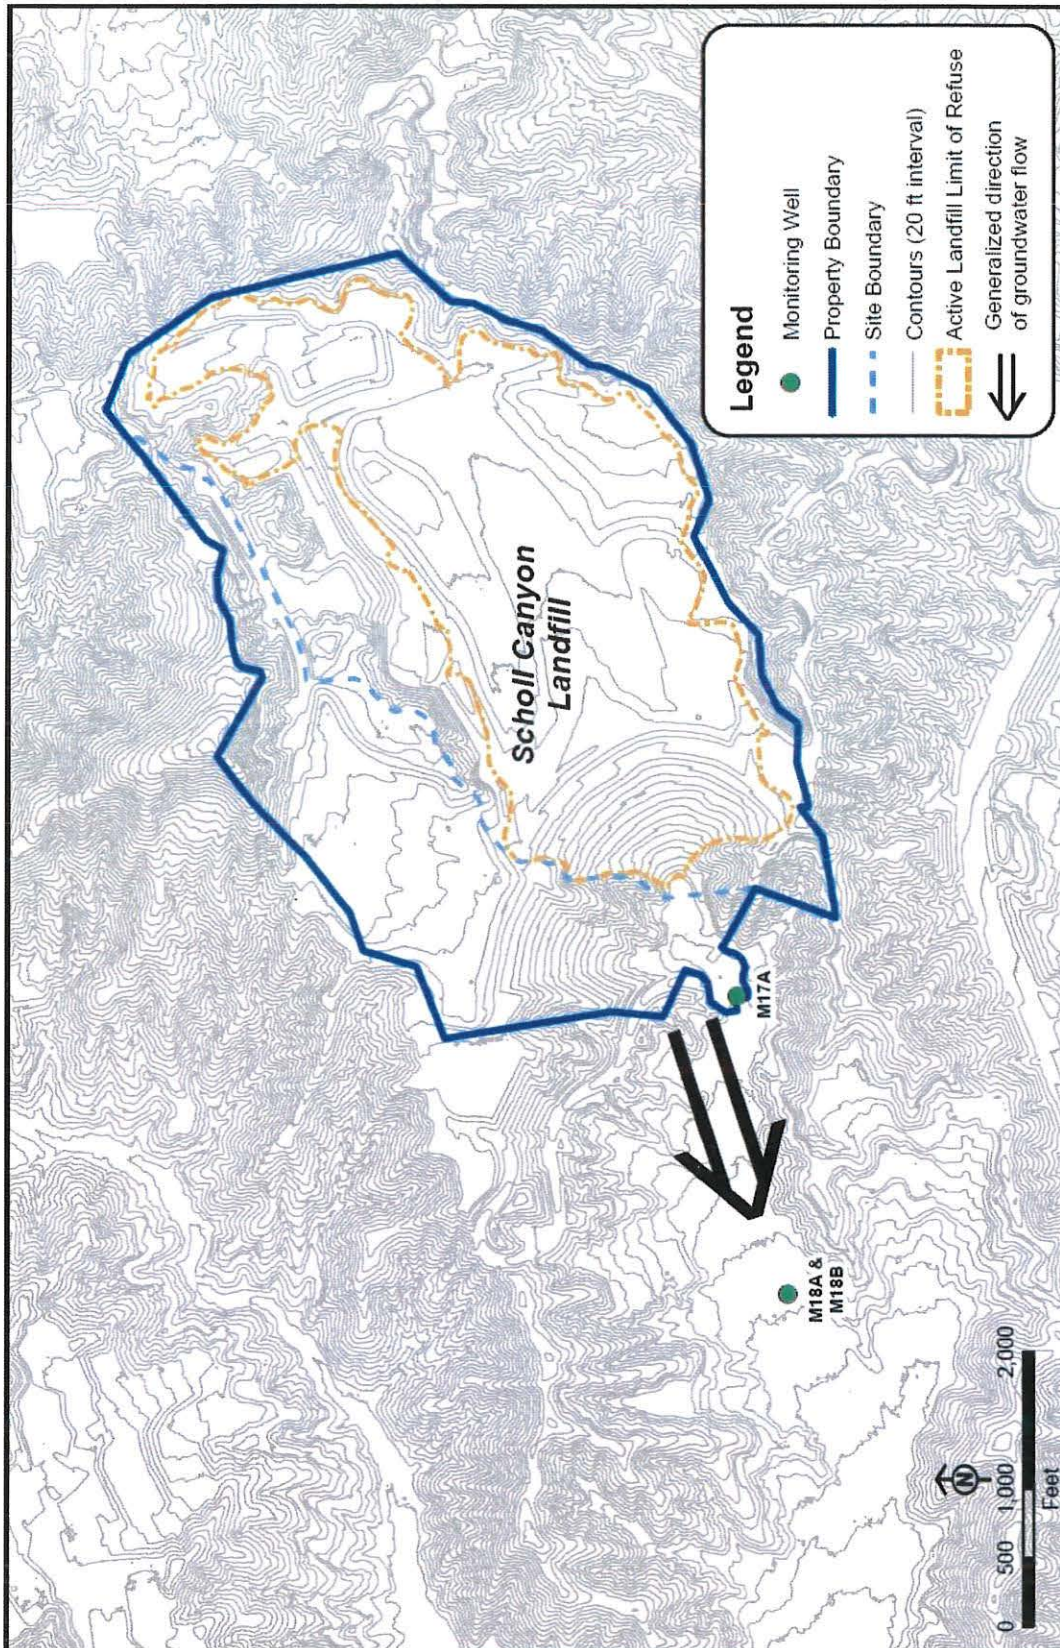 Scholl Canyon
Landfill
M17A
M18A &
M18B
Legend
Monitoring Well
Property Boundary
Site Boundary
Contours (20 ft interval)
Active Landfill Limit of Refuse
Generalized direction
of groundwater flow
N
0 500 1,000 2,000
Feet